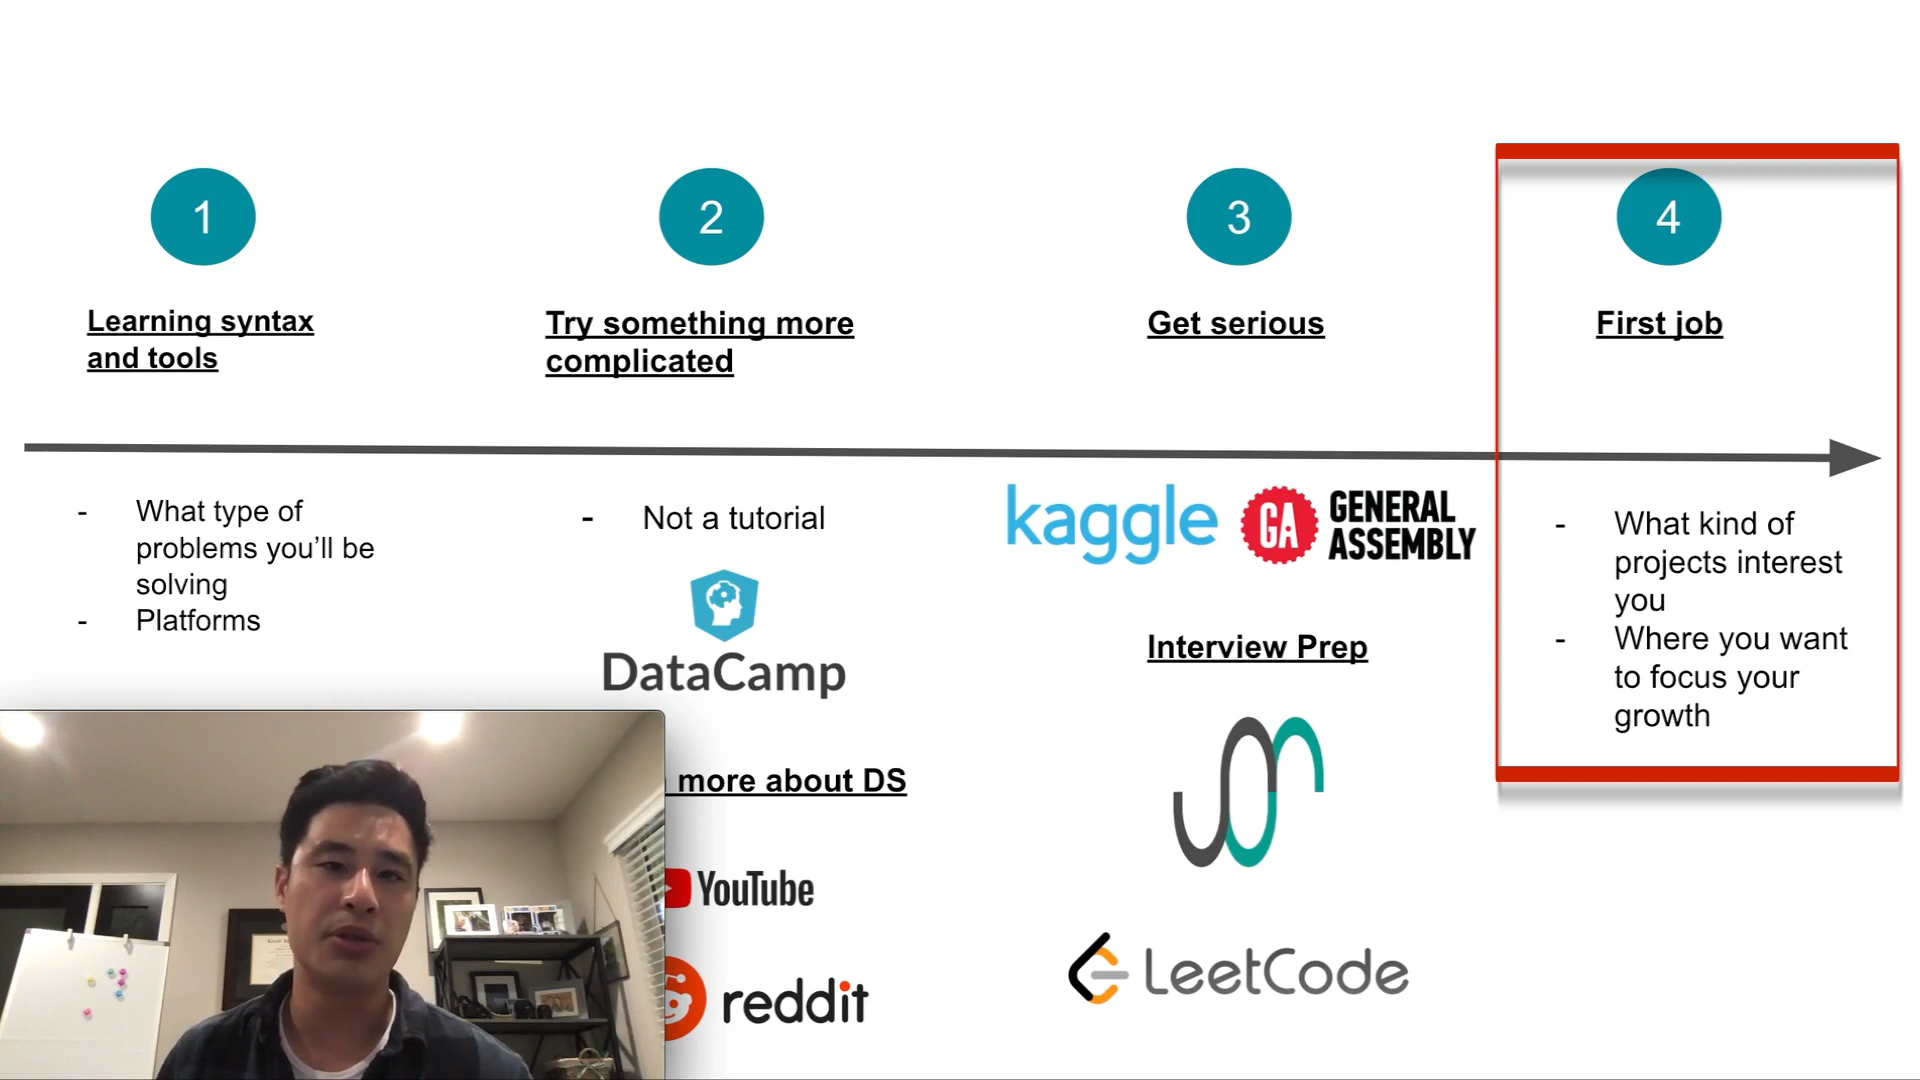 1
2
3
4
Learning syntax
and tools
Try something more
complicated
Get serious
First job
- What type of
problems you'll be
solving
- Platforms
- Not a tutorial
DataCamp
more about DS
YouTube
reddit
kaggle
GA GENERAL
ASSEMBLY
Interview Prep
LeetCode
- What kind of
projects interest
you
- Where you want
to focus your
growth